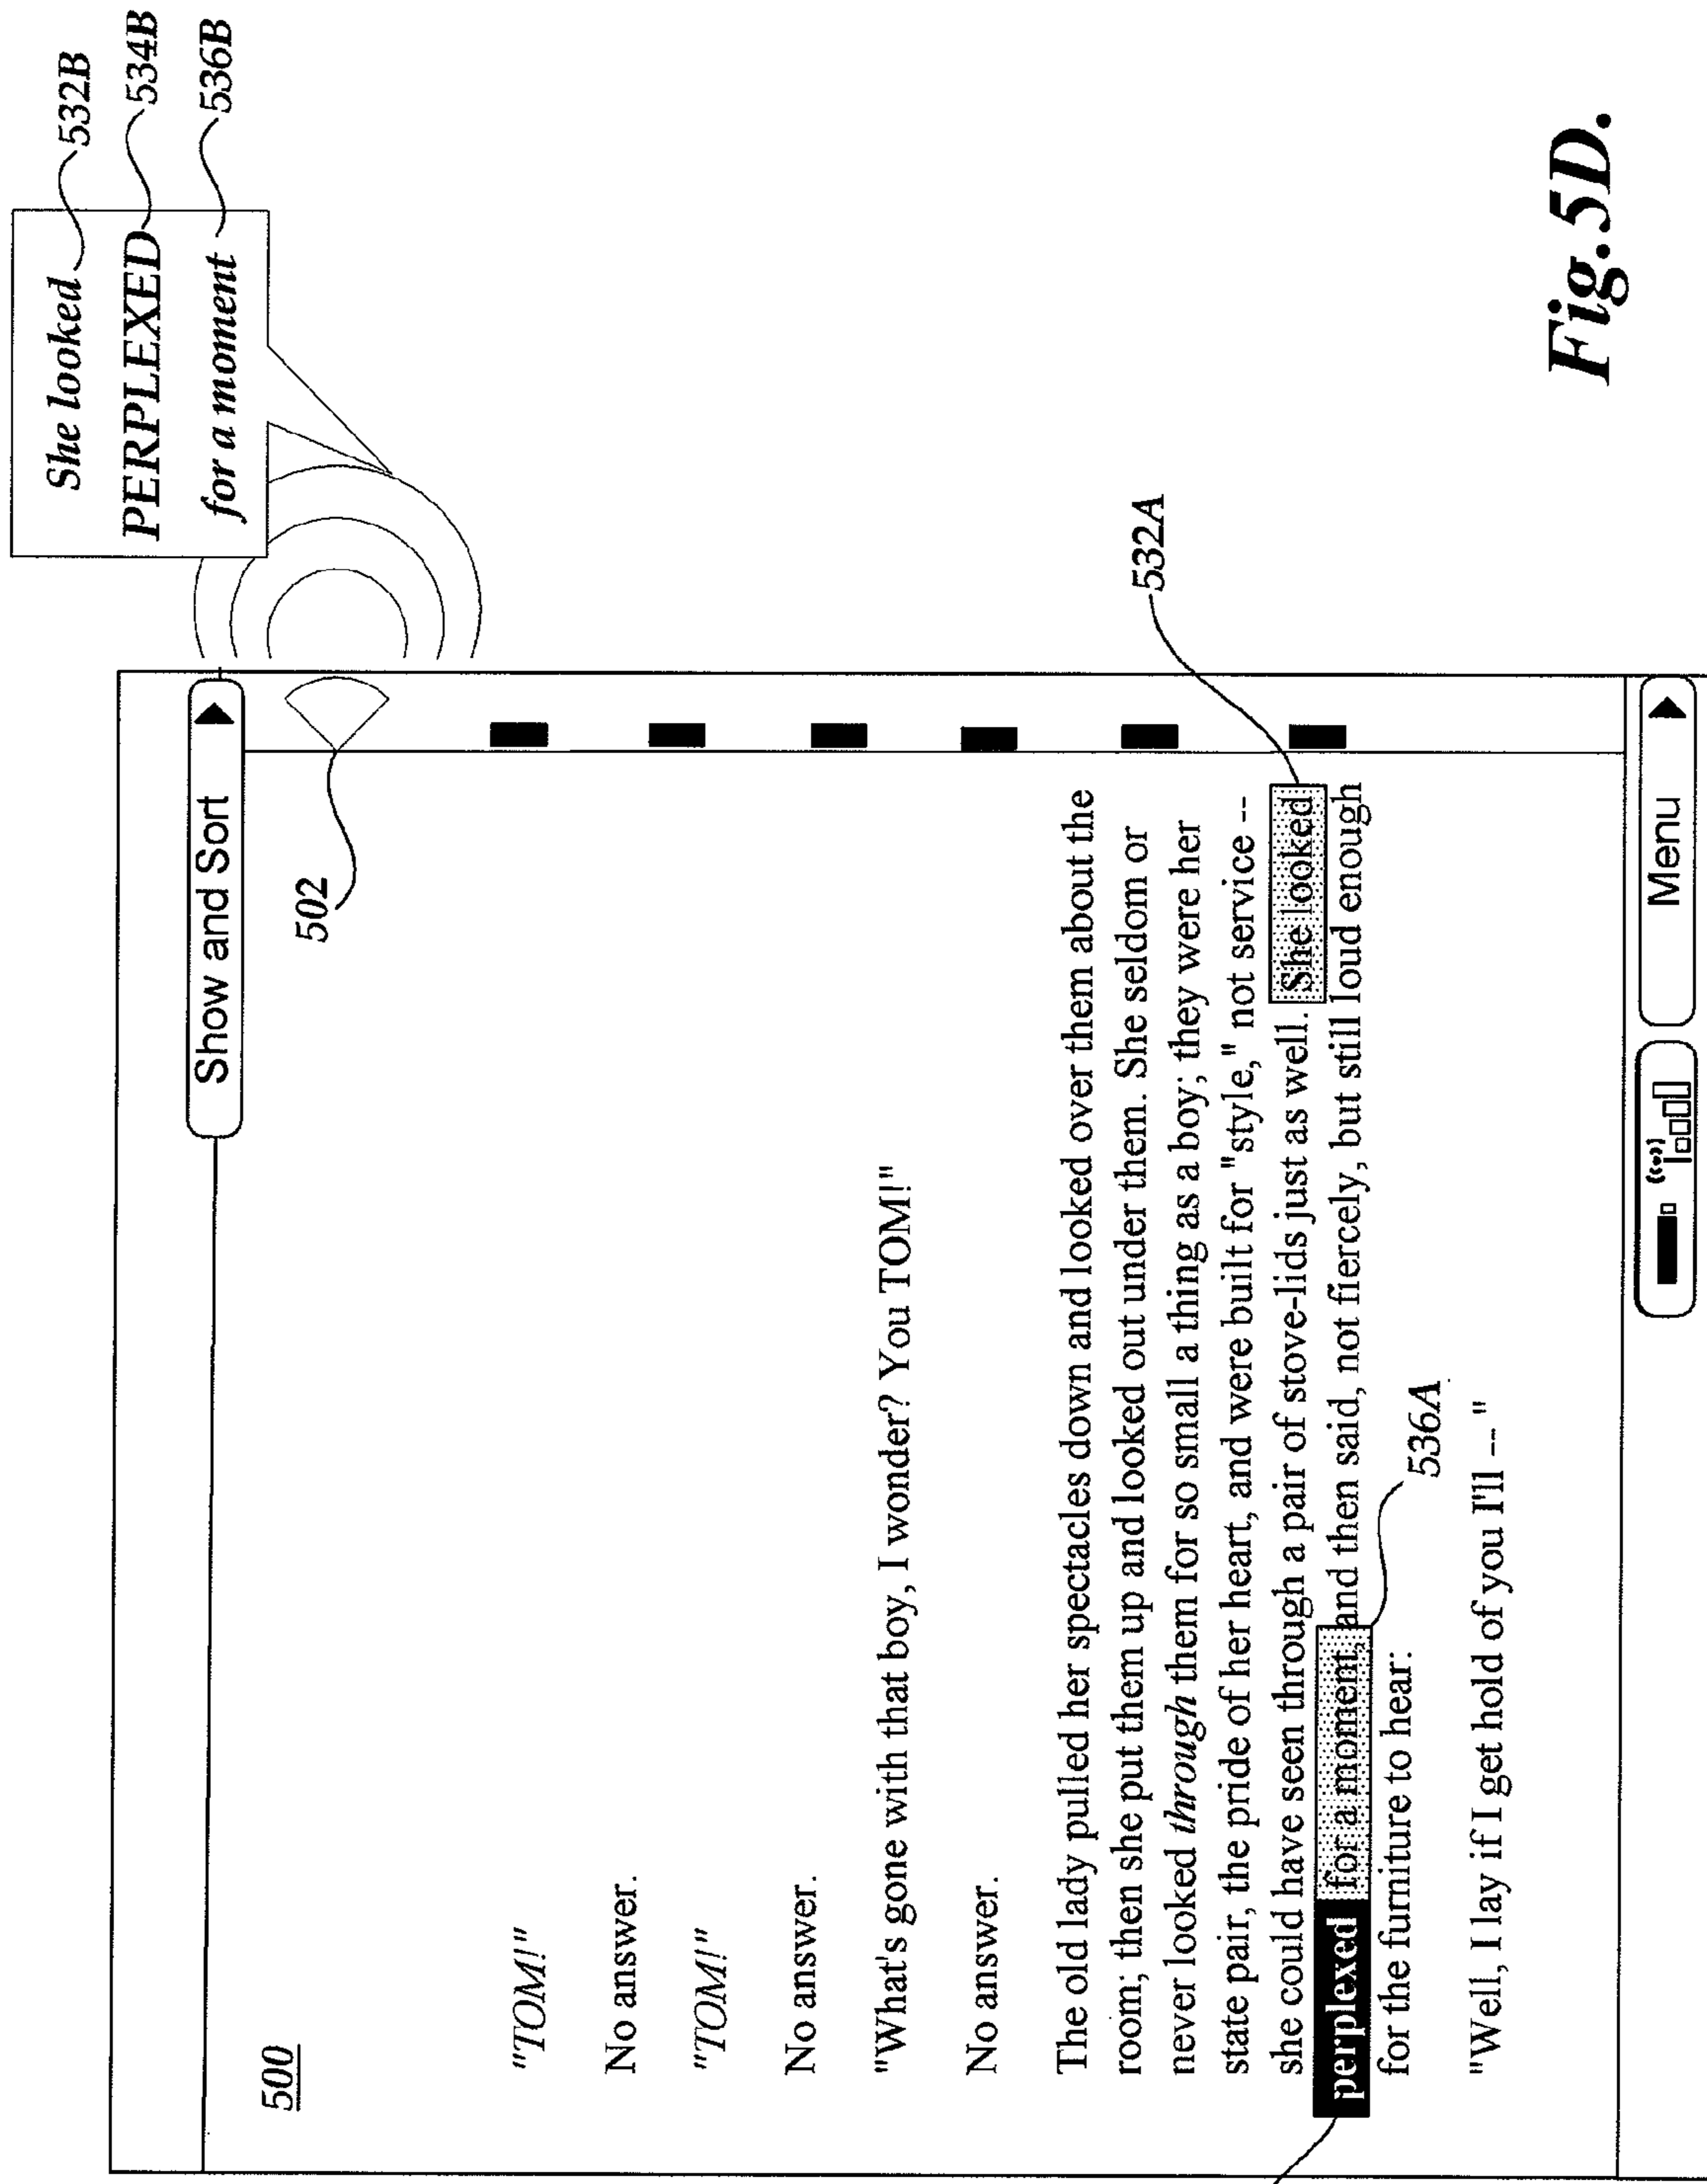 500
Show and Sort
502
She looked
PERPLEXED
for a moment
532B
534B
536B
"TOM!"
No answer.
"TOM!"
No answer.
"What's gone with that boy, I wonder? You TOM!"
No answer.
The old lady pulled her spectacles down and looked over them about the
room; then she put them up and looked out under them. She seldom or
never looked through them for so small a thing as a boy; they were her
state pair, the pride of her heart, and were built for "style," not service --
she could have seen through a pair of stove-lids just as well. She looked
perplexed for a moment, and then said, not fiercely, but still loud enough
for the furniture to hear:
"Well, I lay if I get hold of you I'll --"
532A
536A
Menu
Fig.5D.